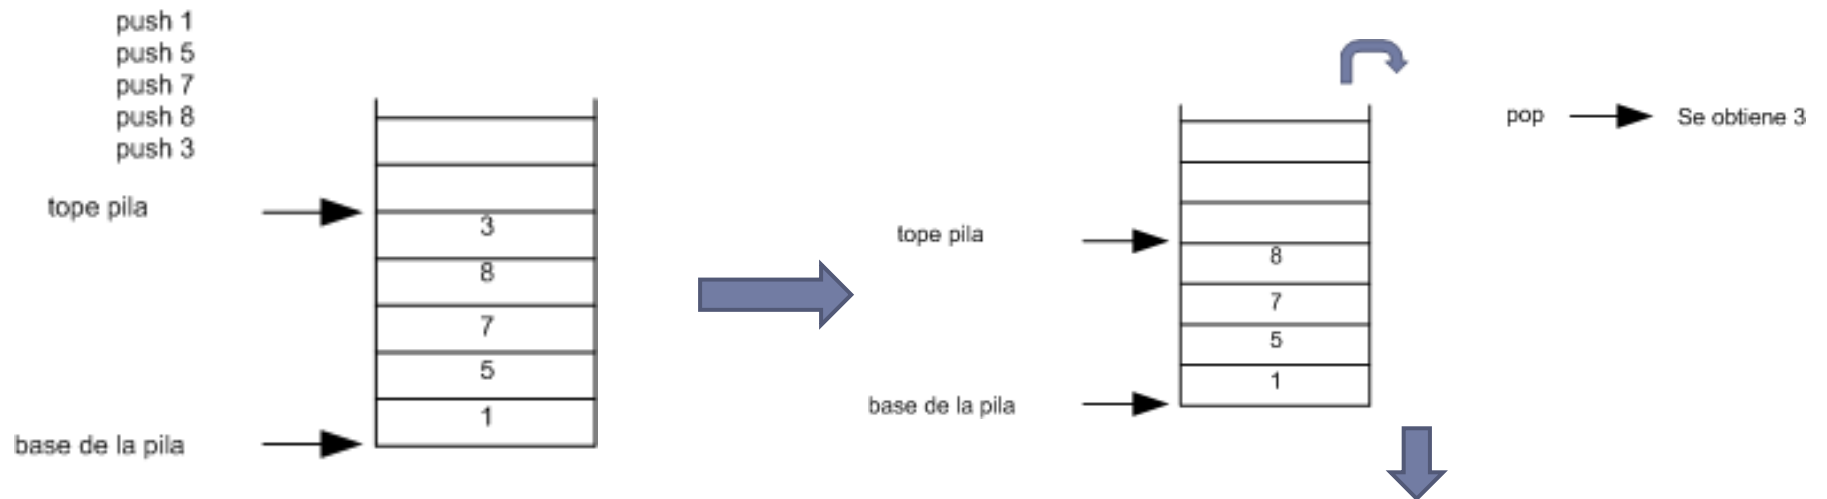 push 1
push 5
push 7
push 8
push 3
tope pila
3
8
7
5
1
base de la pila
pop
Se obtiene 3
tope pila
8
7
5
1
base de la pila